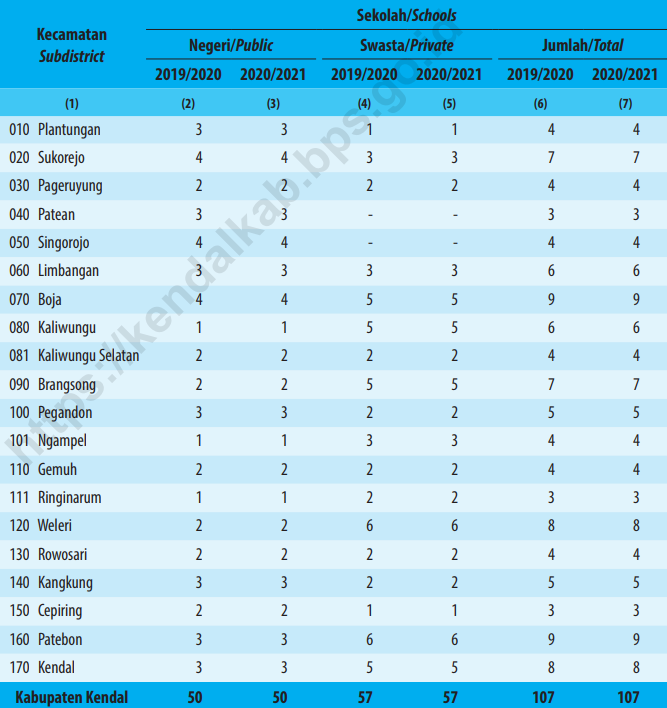 Kecamatan
Subdistrict
Sekolah/Schools
Negeri/Public Swasta/Private Jumlah/Total
2019/2020 2020/2021 2019/2020 2020/2021 2019/2020 2020/2021
(1) (2) (3) (4) (5) (6) (7)
010 Plantungan 3 3 1 1 4 4
020 Sukorejo 4 4 3 3 7 7
030 Pageruyung 2 2 2 2 4 4
040 Patean 3 3 - - 3 3
050 Singorojo 4 4 - - 4 4
060 Limbangan 3 3 3 3 6 6
070 Boja 4 4 5 5 9 9
080 Kaliwungu 1 1 5 5 6 6
081 Kaliwungu Selatan 2 2 2 2 4 4
090 Brangsong 2 2 5 5 7 7
100 Pegandon 3 3 2 2 5 5
101 Ngampel 1 1 3 3 4 4
110 Gemuh 2 2 2 2 4 4
111 Ringinarum 1 1 2 2 3 3
120 Weleri 2 2 6 6 8 8
130 Rowosari 2 2 2 2 4 4
140 Kangkung 3 3 2 2 5 5
150 Cepiring 2 2 1 1 3 3
160 Patebon 3 3 6 6 9 9
170 Kendal 3 3 5 5 8 8
Kabupaten Kendal 50 50 57 57 107 107
https://kendalkab.bps.go.id